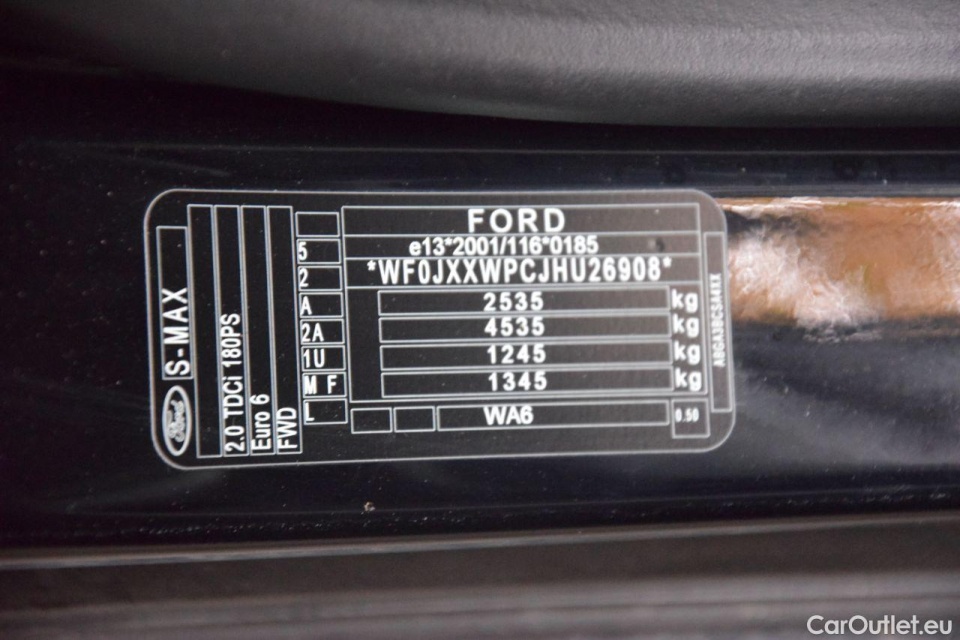 FORD
e13*2001/116*0185
*WF0JXXWPCJHU26908*
2535 kg
4535 kg
1245 kg
1345 kg
WA6
0.50
5
2
A
2A
1U
M F
L
S-MAX
Ford
2.0 TDCi 180PS
Euro 6
FWD
CarOutlet.eu